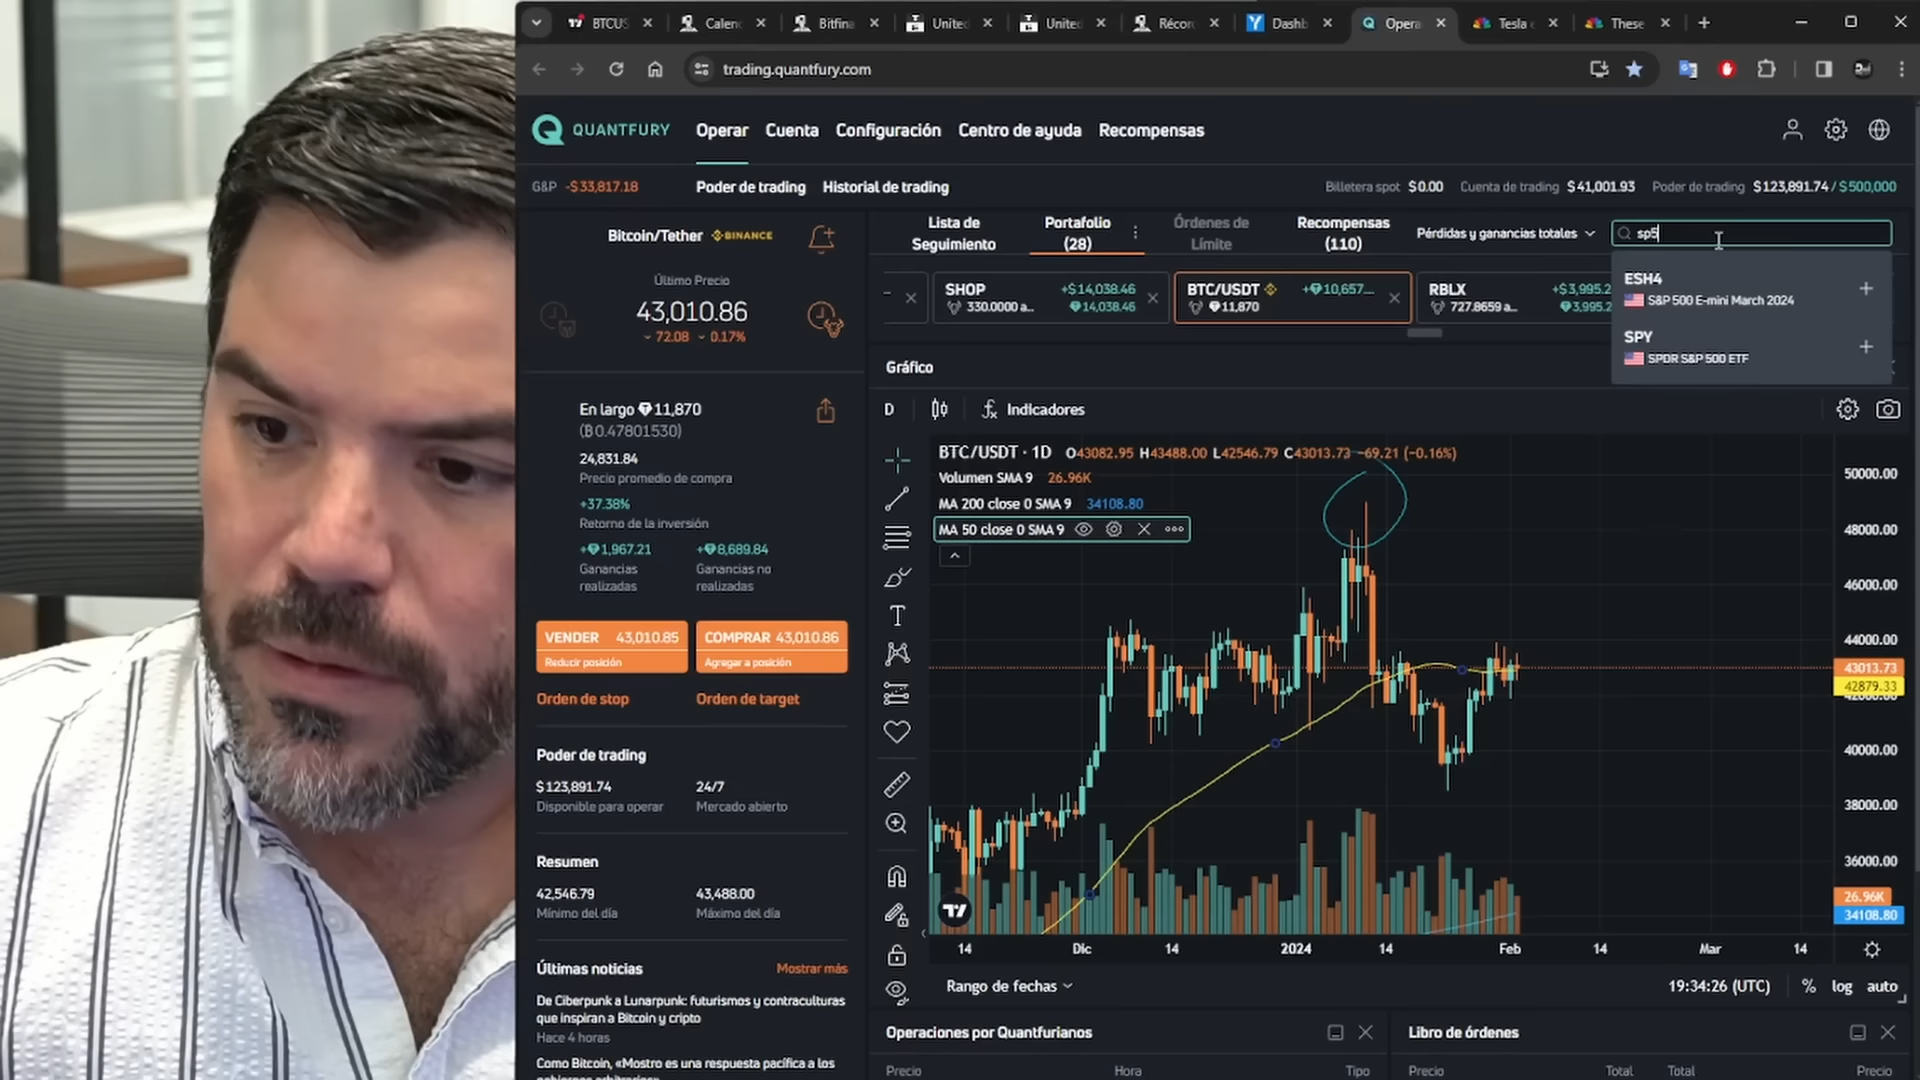 BTCUS
Calen
Bitfina
United
United
Récor
Dashb
Opera
Tesla
These
trading.quantfury.com
QUANTFURY
Operar
Cuenta
Configuración
Centro de ayuda
Recompensas
G&P -$33,817.18
Poder de trading
Historial de trading
Billetera spot $0.00
Cuenta de trading $41,001.93
Poder de trading $123,891.74 / $500,000
Bitcoin/Tether BINANCE
Último Precio
43,010.86
72.08 0.17%
Lista de
Seguimiento
Portafolio
(28)
Órdenes de
Límite
Recompensas
(110)
Pérdidas y ganancias totales
sp5
ESH4
S&P 500 E-mini March 2024
SPY
SPDR S&P 500 ETF
SHOP +$14,038.46
330.0000 a... 14,038.46
BTC/USDT +10,657...
11,870
RBLX +$3,995.2
727.8659 a... 3,995.2
En largo 11,870
(₿0.47801530)
24,831.84
Precio promedio de compra
+37.38%
Retorno de la inversión
+1,967.21
Ganancias
realizadas
+8,689.84
Ganancias no
realizadas
VENDER 43,010.85
Reducir posición
COMPRAR 43,010.86
Agregar a posición
Orden de stop
Orden de target
Poder de trading
$123,891.74
Disponible para operar
24/7
Mercado abierto
Resumen
42,546.79
Mínimo del día
43,488.00
Máximo del día
Últimas noticias
Mostrar más
De Ciberpunk a Lunarpunk: futurismos y contraculturas
que inspiran a Bitcoin y cripto
Hace 4 horas
Como Bitcoin, «Mostro es una respuesta pacífica a los
Gráfico
D
Indicadores
BTC/USDT · 1D O43082.95 H43488.00 L42546.79 C43013.73 -69.21 (-0.16%)
Volumen SMA 9 26.96K
MA 200 close 0 SMA 9 34108.80
MA 50 close 0 SMA 9
50000.00
48000.00
46000.00
44000.00
43013.73
42879.33
40000.00
38000.00
36000.00
26.96K
34108.80
14
Dic
14
2024
14
Feb
14
Mar
14
Rango de fechas
19:34:26 (UTC)
%
log
auto
Operaciones por Quantfurianos
Precio
Hora
Tipo
Libro de órdenes
Precio
Total
Total
Precio